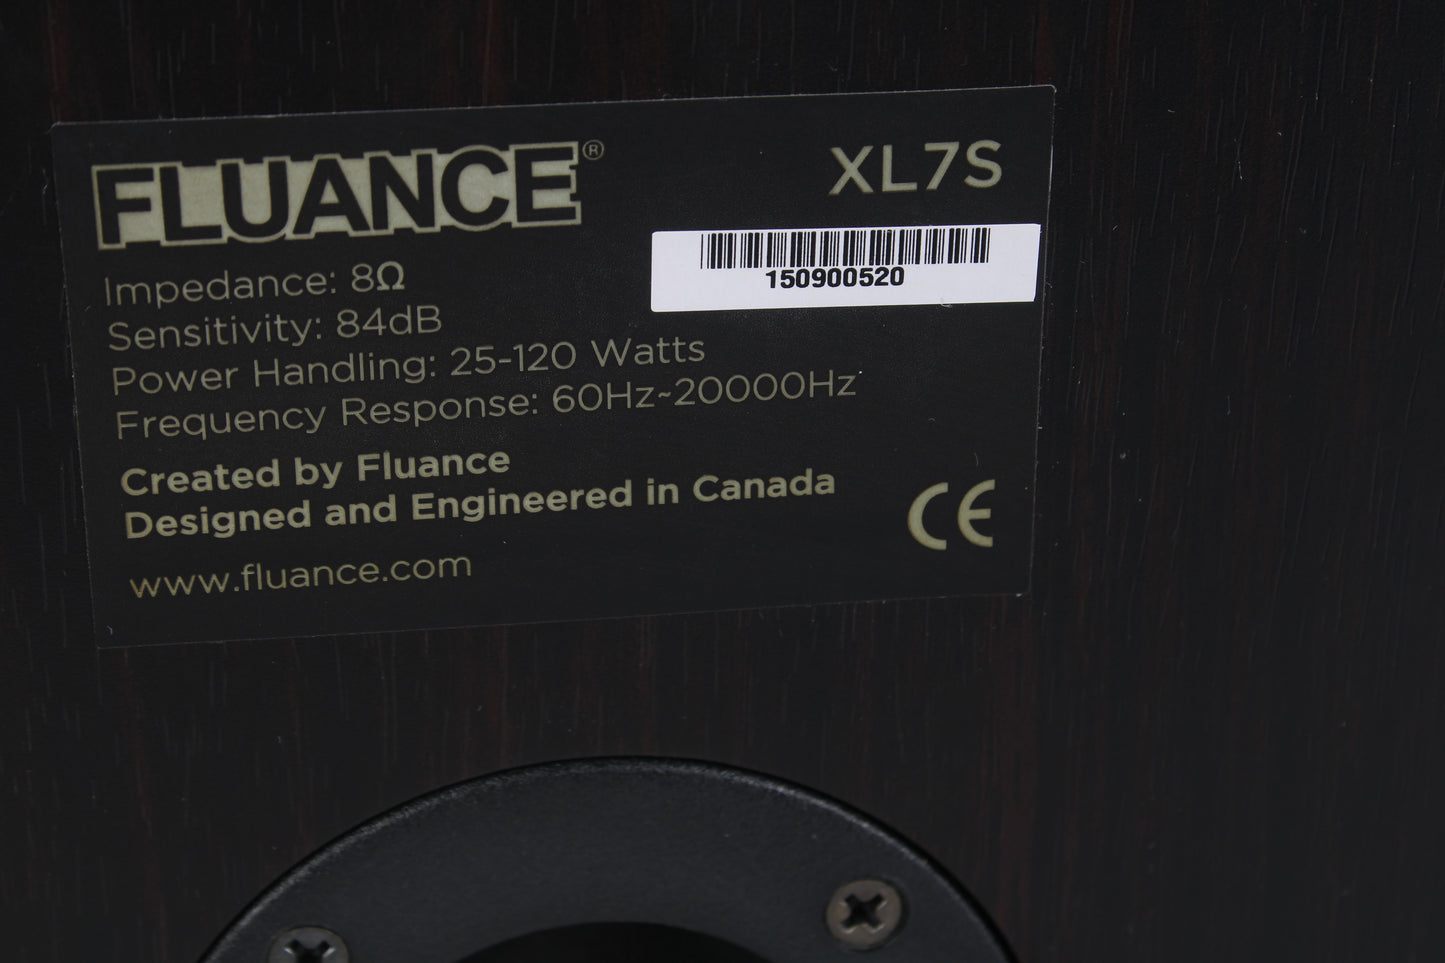 FLUANCE®
XL7S
150900520
Impedance: 8Ω
Sensitivity: 84dB
Power Handling: 25-120 Watts
Frequency Response: 60Hz~20000Hz
Created by Fluance
Designed and Engineered in Canada
CE
www.fluance.com